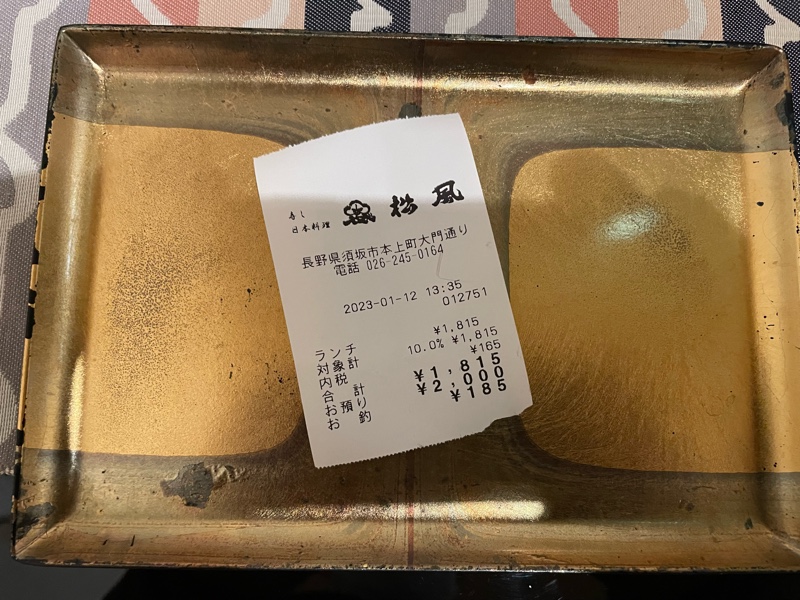 寿し
日本料理
松風
長野県須坂市本上町大門通り
電話 026-245-0164
2023-01-12 13:35
012751
ランチ ¥1,815
対象計 10.0% ¥1,815
内税 ¥165
合計 ¥1,815
お預り ¥2,000
お釣 ¥185